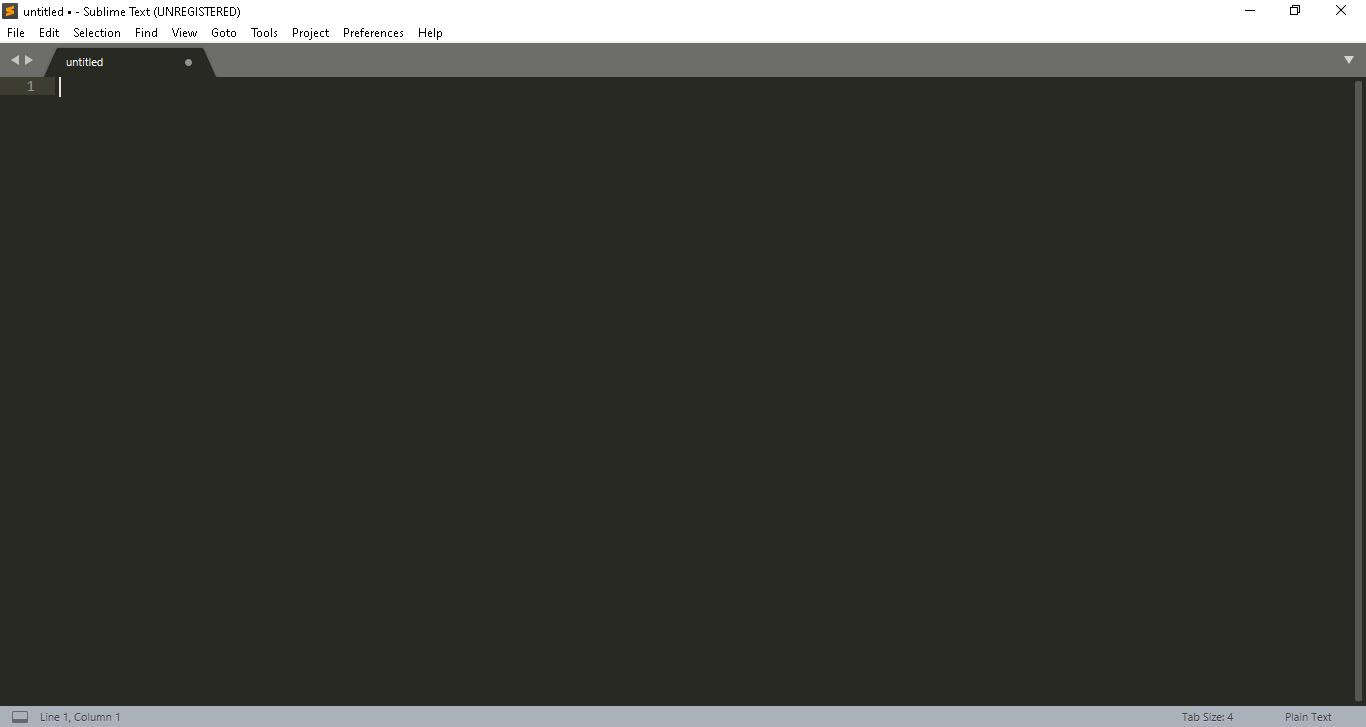 untitled • - Sublime Text (UNREGISTERED)
File Edit Selection Find View Goto Tools Project Preferences Help
untitled
1
Line 1, Column 1 Tab Size: 4 Plain Text